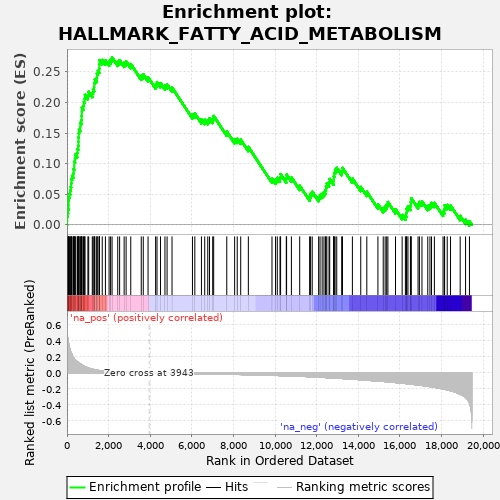 Enrichment plot:
HALLMARK_FATTY_ACID_METABOLISM
Enrichment score (ES)
0.25
0.20
0.15
0.10
0.05
0.00
'na_pos' (positively correlated)
Ranked list metric (PreRanked)
0.6
0.4
0.2
0.0
-0.2
-0.4
-0.6
Zero cross at 3943
'na_neg' (negatively correlated)
0 2,000 4,000 6,000 8,000 10,000 12,000 14,000 16,000 18,000 20,000
Rank in Ordered Dataset
Enrichment profile Hits Ranking metric scores